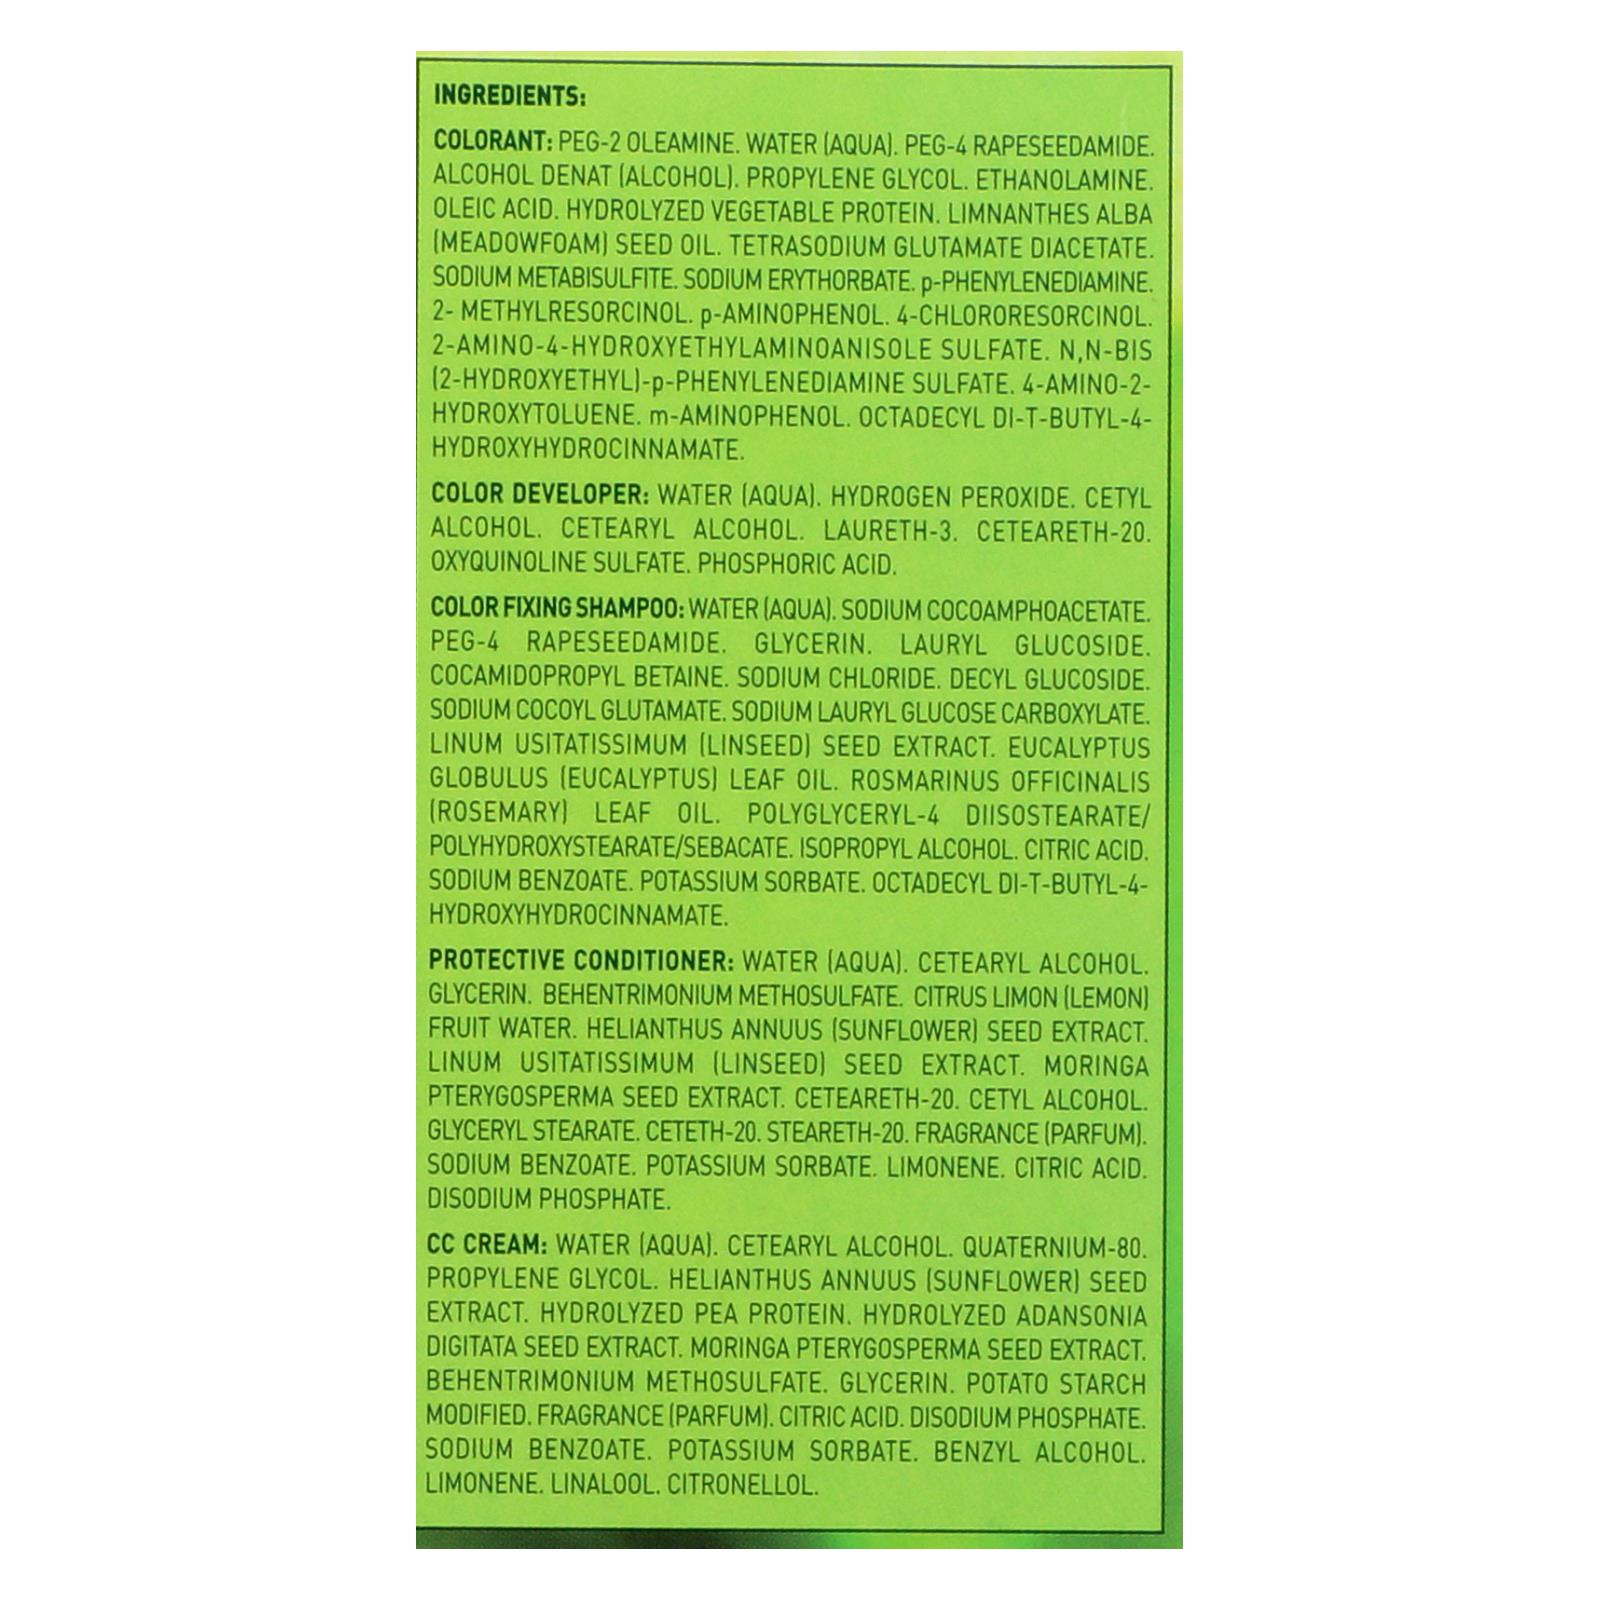 INGREDIENTS:
COLORANT: PEG-2 OLEAMINE. WATER (AQUA). PEG-4 RAPESEEDAMIDE.
ALCOHOL DENAT (ALCOHOL). PROPYLENE GLYCOL. ETHANOLAMINE.
OLEIC ACID. HYDROLYZED VEGETABLE PROTEIN. LIMNANTHES ALBA
(MEADOWFOAM) SEED OIL. TETRASODIUM GLUTAMATE DIACETATE.
SODIUM METABISULFITE. SODIUM ERYTHORBATE. p-PHENYLENEDIAMINE.
2- METHYLRESORCINOL. p-AMINOPHENOL. 4-CHLORORESORCINOL.
2-AMINO-4-HYDROXYETHYLAMINOANISOLE SULFATE. N,N-BIS
(2-HYDROXYETHYL)-p-PHENYLENEDIAMINE SULFATE. 4-AMINO-2-
HYDROXYTOLUENE. m-AMINOPHENOL. OCTADECYL DI-T-BUTYL-4-
HYDROXYHYDROCINNAMATE.
COLOR DEVELOPER: WATER (AQUA). HYDROGEN PEROXIDE. CETYL
ALCOHOL. CETEARYL ALCOHOL. LAURETH-3. CETEARETH-20.
OXYQUINOLINE SULFATE. PHOSPHORIC ACID.
COLOR FIXING SHAMPOO: WATER (AQUA). SODIUM COCOAMPHOACETATE.
PEG-4 RAPESEEDAMIDE. GLYCERIN. LAURYL GLUCOSIDE.
COCAMIDOPROPYL BETAINE. SODIUM CHLORIDE. DECYL GLUCOSIDE.
SODIUM COCOYL GLUTAMATE. SODIUM LAURYL GLUCOSE CARBOXYLATE.
LINUM USITATISSIMUM (LINSEED) SEED EXTRACT. EUCALYPTUS
GLOBULUS (EUCALYPTUS) LEAF OIL. ROSMARINUS OFFICINALIS
(ROSEMARY) LEAF OIL. POLYGLYCERYL-4 DIISOSTEARATE/
POLYHYDROXYSTEARATE/SEBACATE. ISOPROPYL ALCOHOL. CITRIC ACID.
SODIUM BENZOATE. POTASSIUM SORBATE. OCTADECYL DI-T-BUTYL-4-
HYDROXYHYDROCINNAMATE.
PROTECTIVE CONDITIONER: WATER (AQUA). CETEARYL ALCOHOL.
GLYCERIN. BEHENTRIMONIUM METHOSULFATE. CITRUS LIMON (LEMON)
FRUIT WATER. HELIANTHUS ANNUUS (SUNFLOWER) SEED EXTRACT.
LINUM USITATISSIMUM (LINSEED) SEED EXTRACT. MORINGA
PTERYGOSPERMA SEED EXTRACT. CETEARETH-20. CETYL ALCOHOL.
GLYCERYL STEARATE. CETETH-20. STEARETH-20. FRAGRANCE (PARFUM).
SODIUM BENZOATE. POTASSIUM SORBATE. LIMONENE. CITRIC ACID.
DISODIUM PHOSPHATE.
CC CREAM: WATER (AQUA). CETEARYL ALCOHOL. QUATERNIUM-80.
PROPYLENE GLYCOL. HELIANTHUS ANNUUS (SUNFLOWER) SEED
EXTRACT. HYDROLYZED PEA PROTEIN. HYDROLYZED ADANSONIA
DIGITATA SEED EXTRACT. MORINGA PTERYGOSPERMA SEED EXTRACT.
BEHENTRIMONIUM METHOSULFATE. GLYCERIN. POTATO STARCH
MODIFIED. FRAGRANCE (PARFUM). CITRIC ACID. DISODIUM PHOSPHATE.
SODIUM BENZOATE. POTASSIUM SORBATE. BENZYL ALCOHOL.
LIMONENE. LINALOOL. CITRONELLOL.